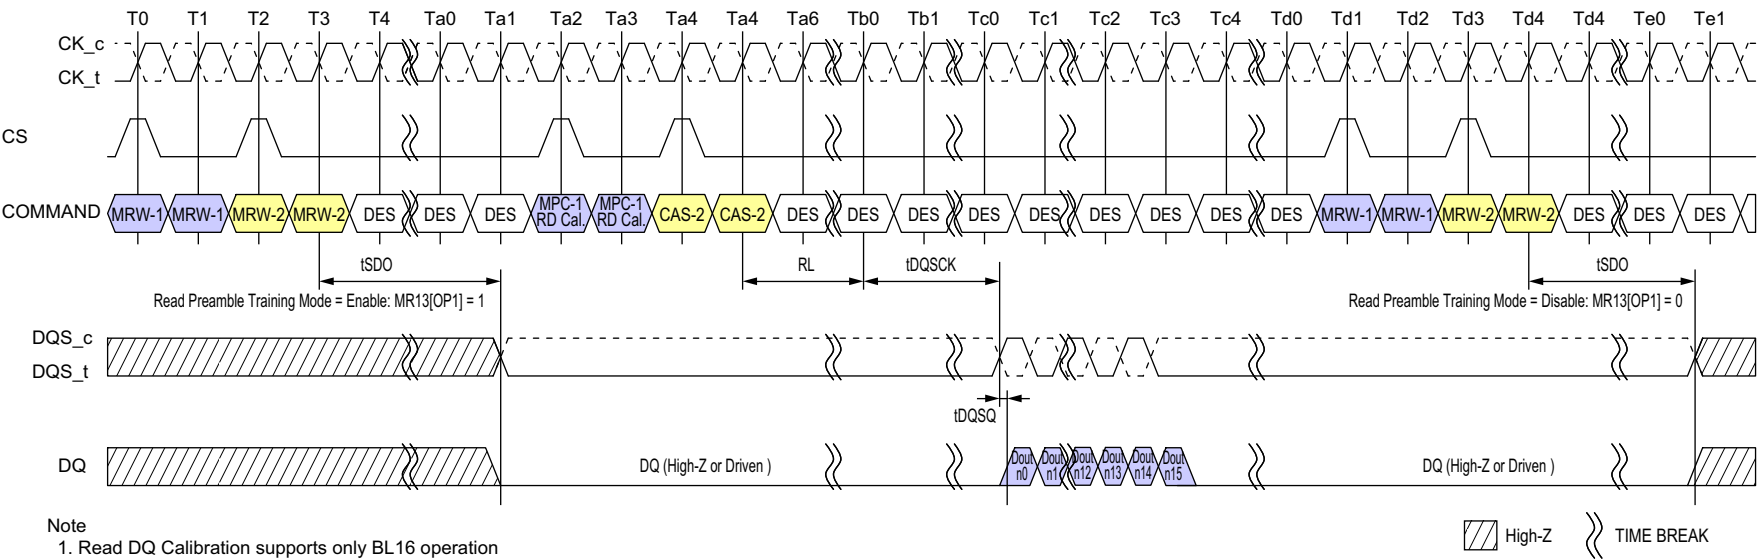 T0 T1 T2 T3 T4 Ta0 Ta1 Ta2 Ta3 Ta4 Ta4 Ta6 Tb0 Tb1 Tc0 Tc1 Tc2 Tc3 Tc4 Td0 Td1 Td2 Td3 Td4 Td4 Te0 Te1
CK_c
CK_t
CS
COMMAND MRW-1 MRW-1 MRW-2 MRW-2 DES DES DES MPC-1 RD Cal. MPC-1 RD Cal. CAS-2 CAS-2 DES DES DES DES DES DES DES DES DES MRW-1 MRW-1 MRW-2 MRW-2 DES DES DES
tSDO RL tDQSCK tSDO
Read Preamble Training Mode = Enable: MR13[OP1] = 1 Read Preamble Training Mode = Disable: MR13[OP1] = 0
DQS_c
DQS_t
tDQSQ
DQ DQ (High-Z or Driven ) Dout n0 Dout n1 Dout n12 Dout n13 Dout n14 Dout n15 DQ (High-Z or Driven )
Note
1. Read DQ Calibration supports only BL16 operation
High-Z TIME BREAK